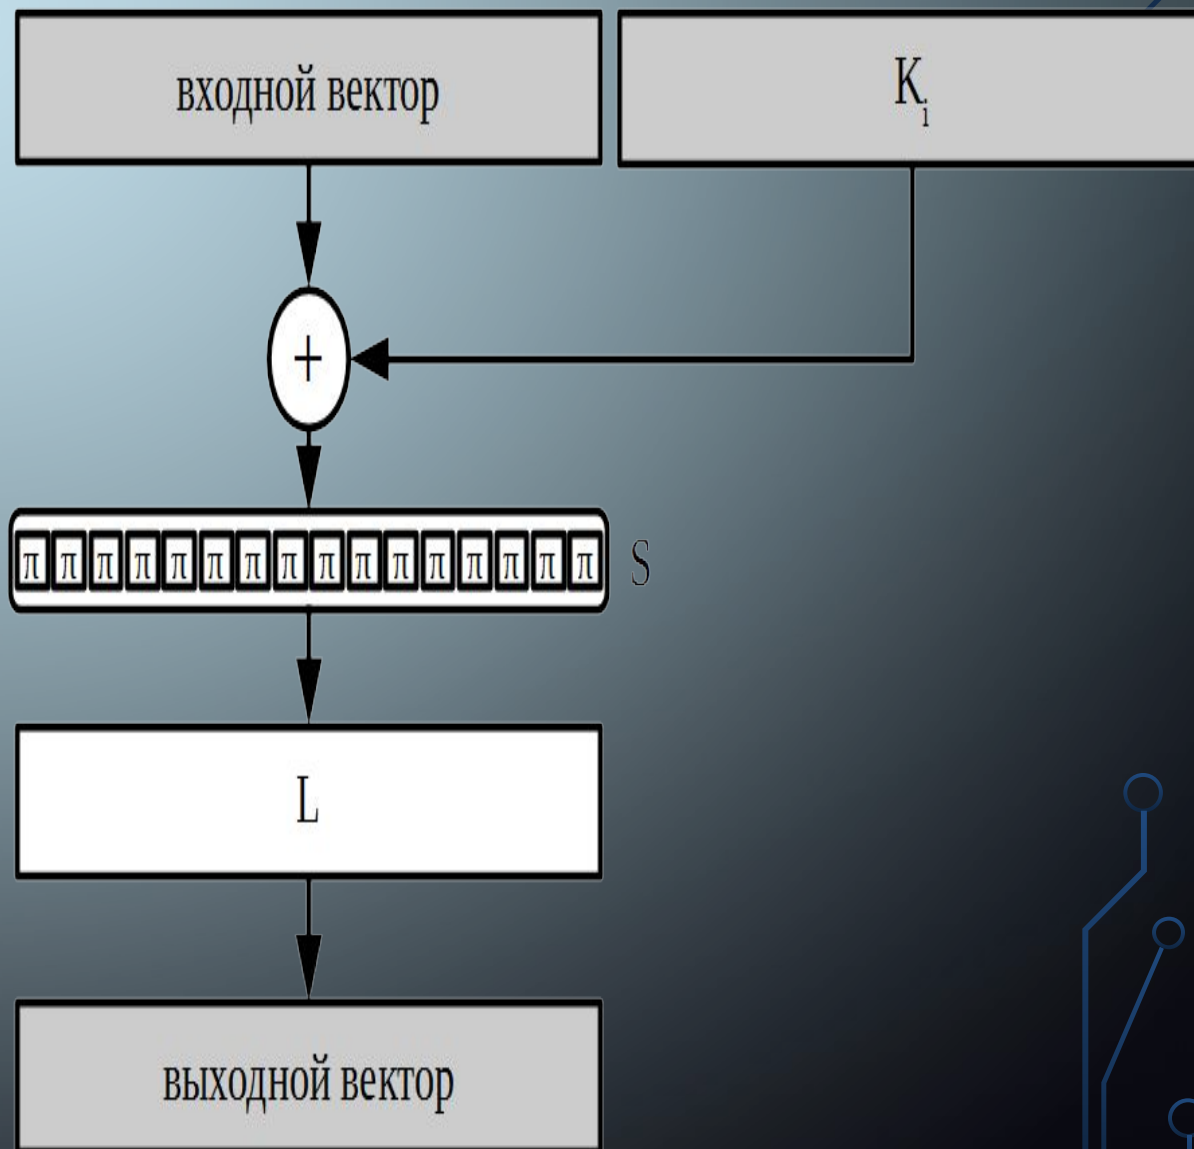 входной вектор
K i
+
π π π π π π π π π π π π π π π π
S
L
выходной вектор